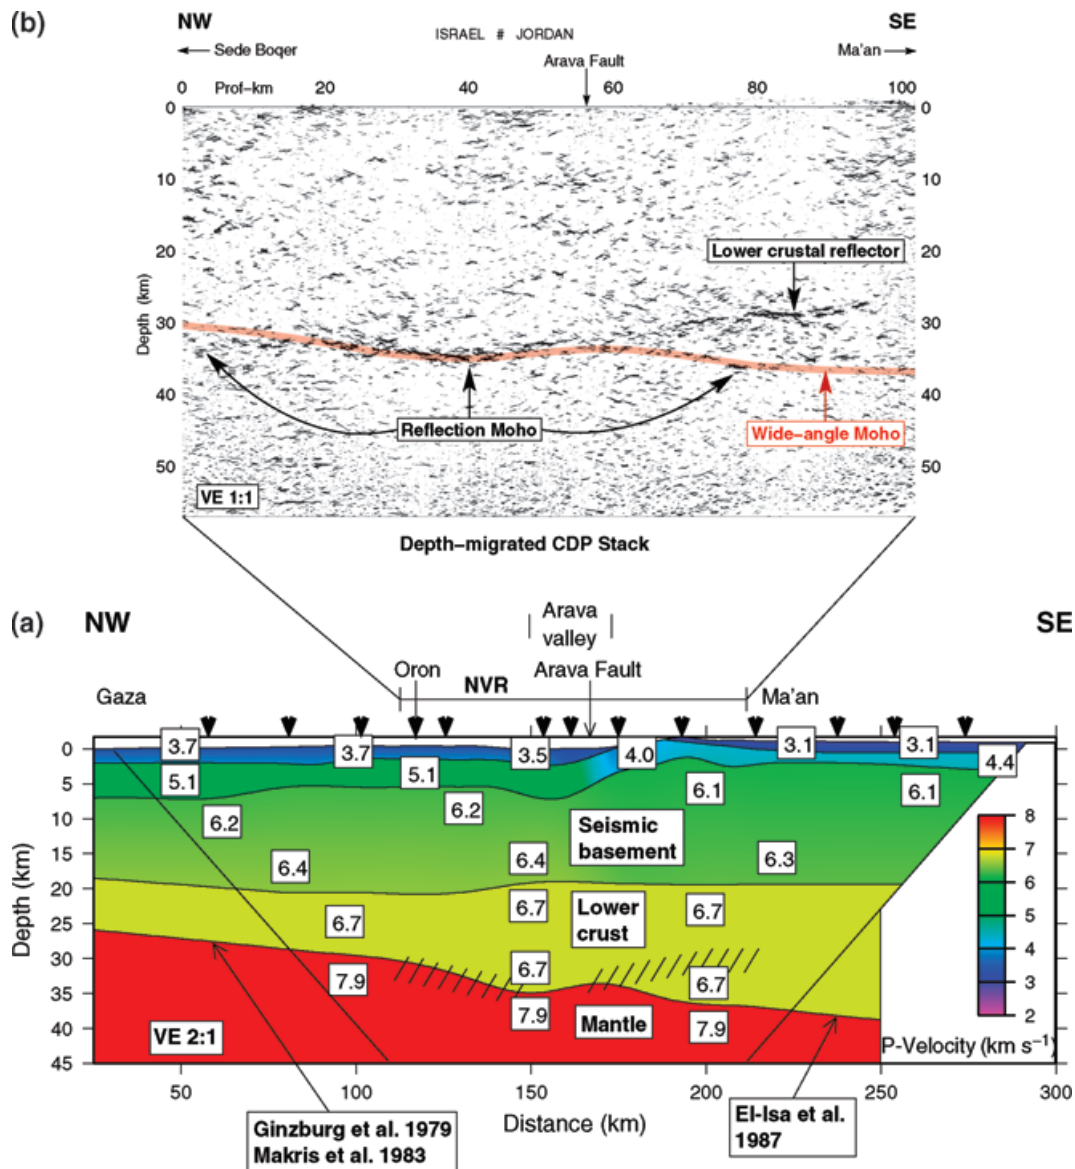 (b)
NW
SE
ISRAEL # JORDAN
Sede Boqer
Arava Fault
Ma'an
0 Prof-km 20 40 60 80 100
0 0
10 10
20 20
Lower crustal reflector
Depth (km)
30 30
40 40
Reflection Moho
Wide-angle Moho
50 50
VE 1:1
Depth-migrated CDP Stack
(a) NW
SE
Arava
valley
Oron
Arava Fault
NVR
Gaza
Ma'an
0
3.7 3.7 3.5 4.0 3.1 3.1
4.4
5
5.1 5.1 6.1 6.1
10
6.2 6.2
Seismic
basement
15
6.4 6.4 6.3
20
6.7 6.7
Lower
crust
25
6.7
30
6.7 6.7
7.9
35
7.9 7.9
Mantle
40
VE 2:1
45
Depth (km)
8
7
6
5
4
3
2
P-Velocity (km s⁻¹)
50 100 150 200 250 300
Distance (km)
Ginzburg et al. 1979
Makris et al. 1983
El-Isa et al.
1987